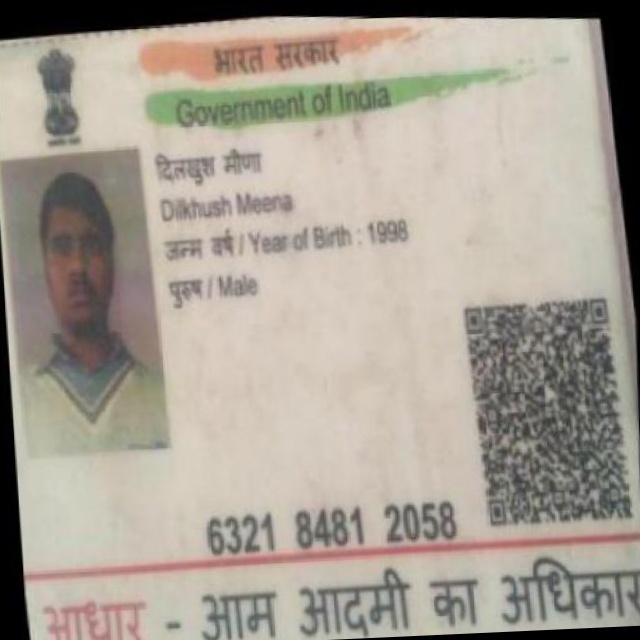 भारत सरकार
Government of India
दिलखुश मीणा
Dilkhush Meena
जन्म वर्ष / Year of Birth : 1998
पुरुष / Male
6321 8481 2058
आधार - आम आदमी का अधिकार